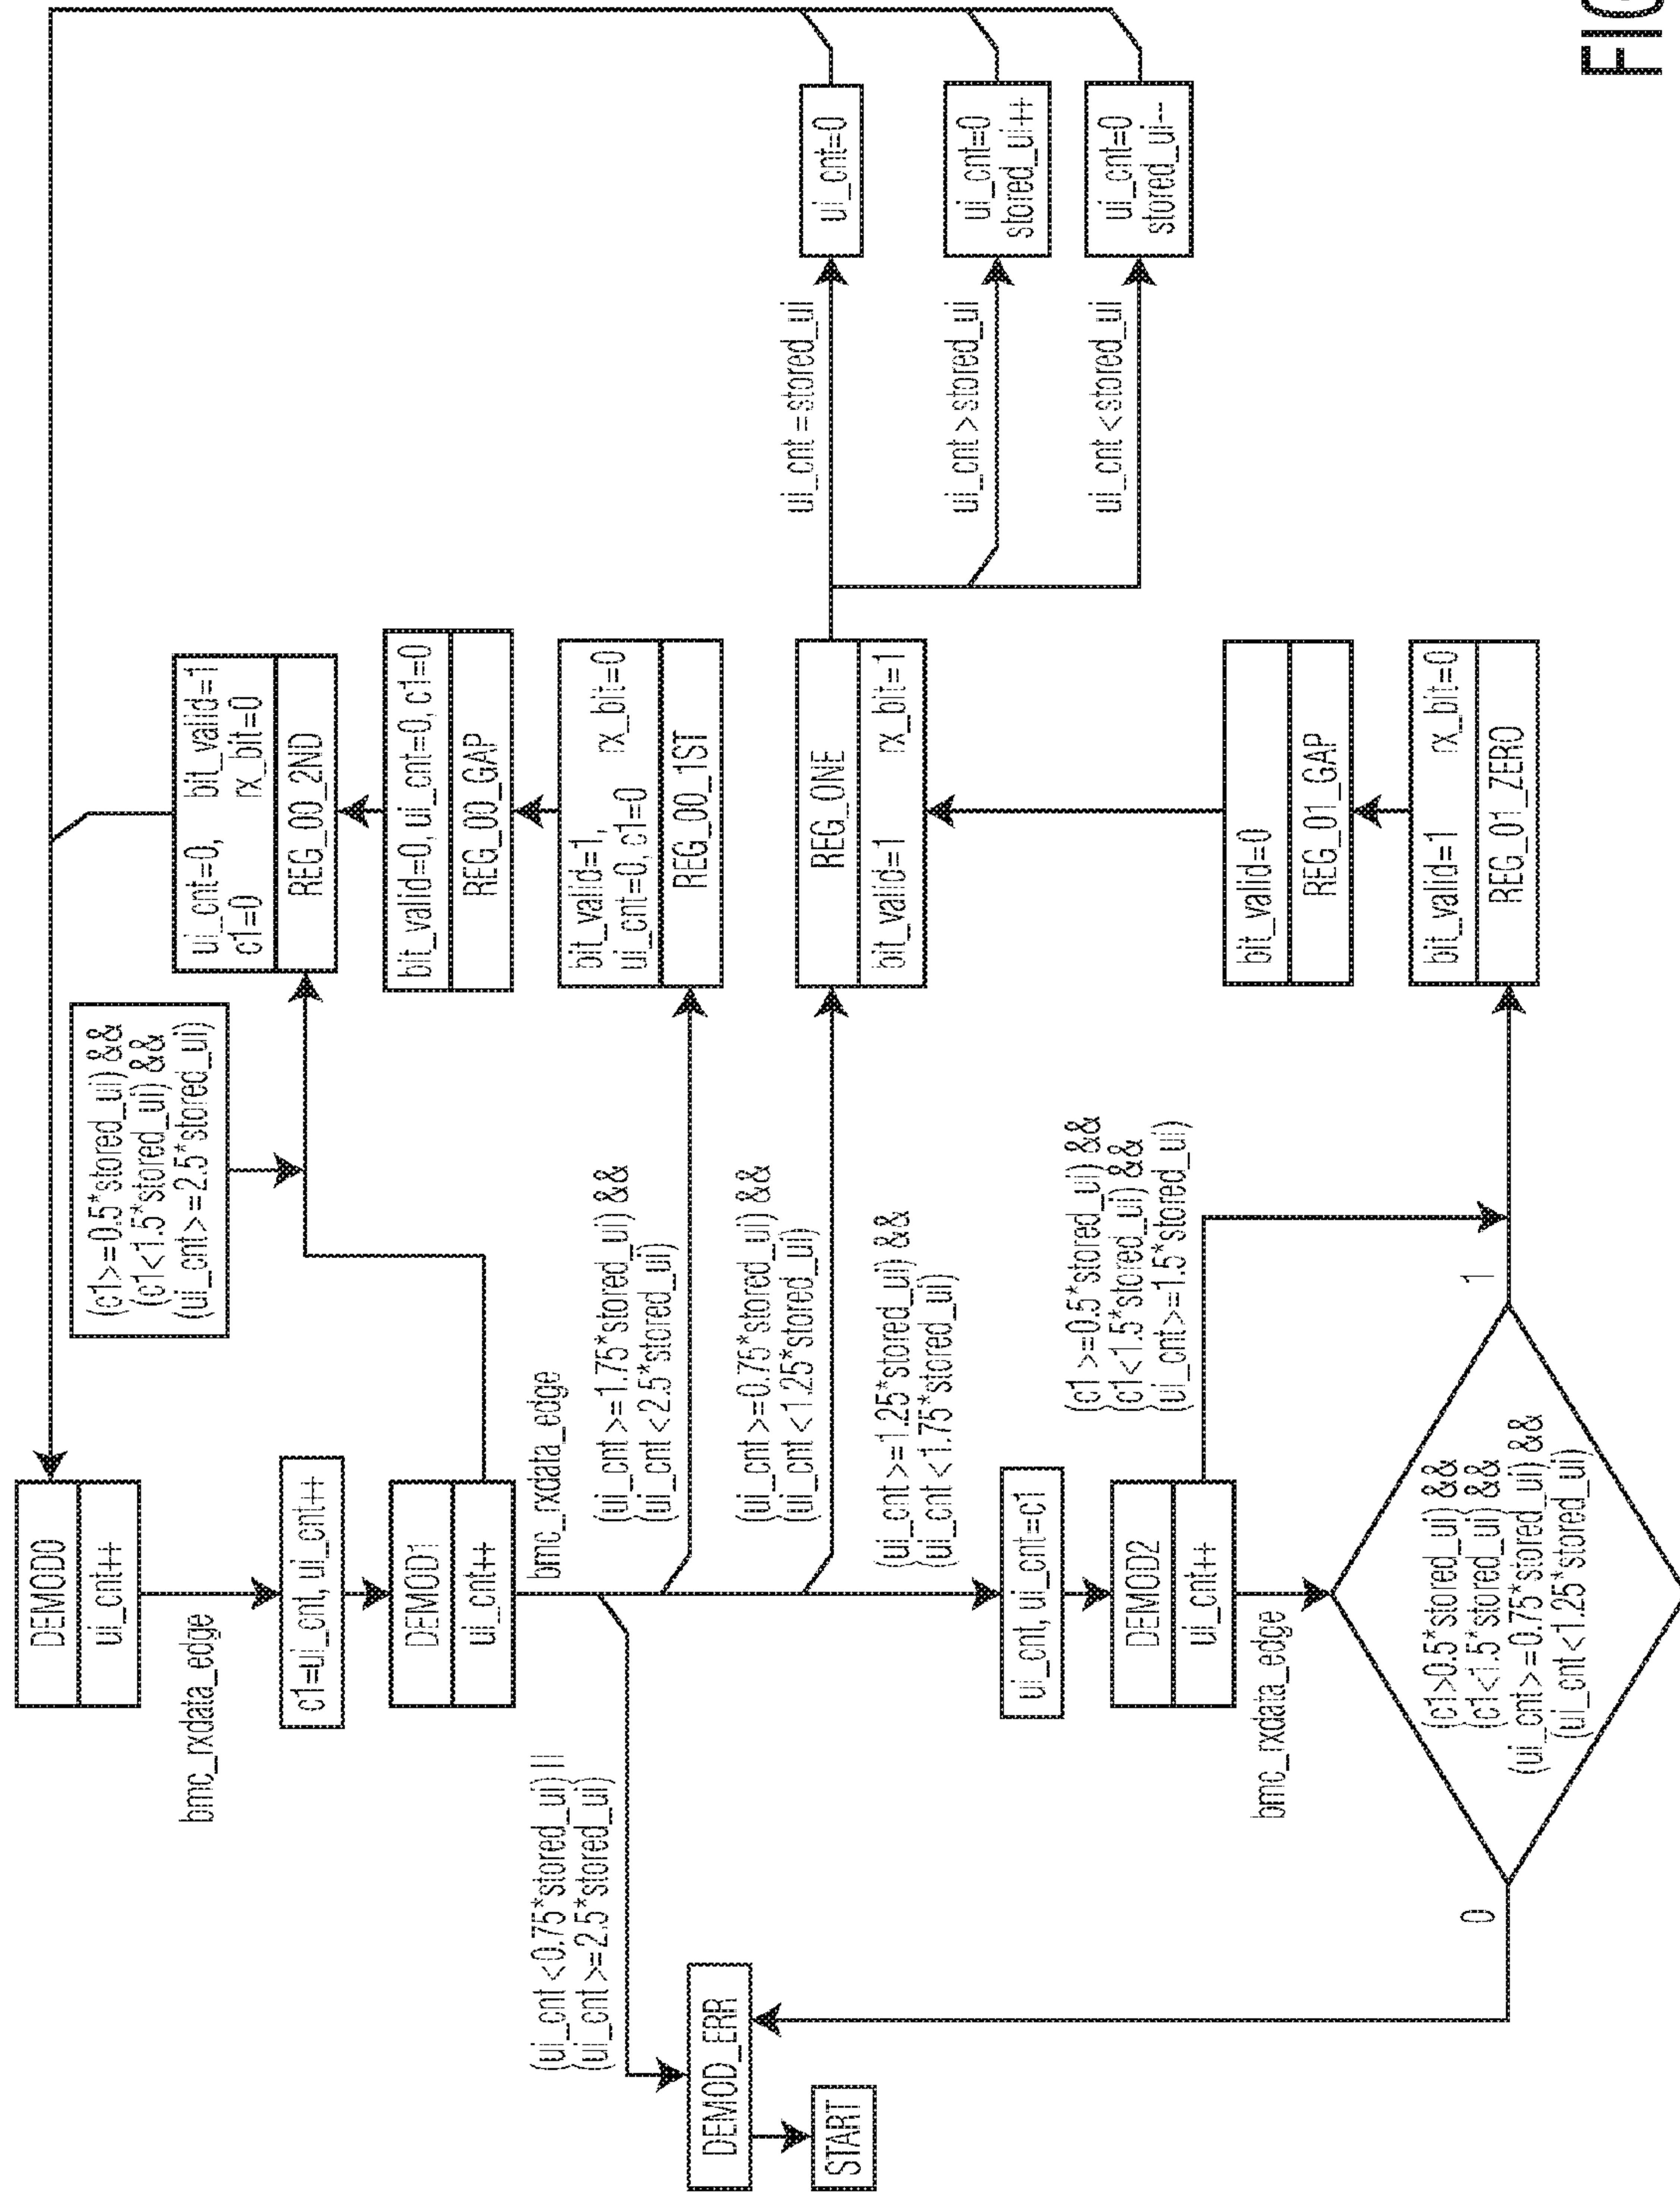 DEMOD0
ui_cnt++
bmc_rxdata_edge
c1=ui_cnt, ui_cnt++
DEMOD1
ui_cnt++
bmc_rxdata_edge
(c1>=0.5*stored_ui) &&
(c1<1.5*stored_ui) &&
(ui_cnt>=2.5*stored_ui)
ui_cnt=0, bit_valid=1
c1=0 rx_bit=0
REG_00_2ND
bit_valid=0, ui_cnt=0, c1=0
REG_00_GAP
bit_valid=1,
ui_cnt=0, c1=0 rx_bit=0
REG_00_1ST
(ui_cnt <0.75*stored_ui) ||
(ui_cnt >=2.5*stored_ui)
(ui_cnt >=1.75*stored_ui) &&
(ui_cnt <2.5*stored_ui)
(ui_cnt >=0.75*stored_ui) &&
(ui_cnt <1.25*stored_ui)
(ui_cnt >=1.25*stored_ui) &&
(ui_cnt <1.75*stored_ui)
DEMOD_ERR
START
REG_ONE
bit_valid=1 rx_bit=1
ui_cnt =stored_ui
ui_cnt >stored_ui
ui_cnt <stored_ui
ui_cnt=0
ui_cnt=0
stored_ui++
ui_cnt=0
stored_ui--
ui_cnt, ui_cnt=c1
DEMOD2
ui_cnt++
bmc_rxdata_edge
(c1 >=0.5*stored_ui) &&
(c1<1.5*stored_ui) &&
(ui_cnt>=1.5*stored_ui)
bit_valid=0
REG_01_GAP
bit_valid=1 rx_bit=0
REG_01_ZERO
0
(c1>0.5*stored_ui) &&
(c1<1.5*stored_ui) &&
(ui_cnt>=0.75*stored_ui) &&
(ui_cnt<1.25*stored_ui)
1